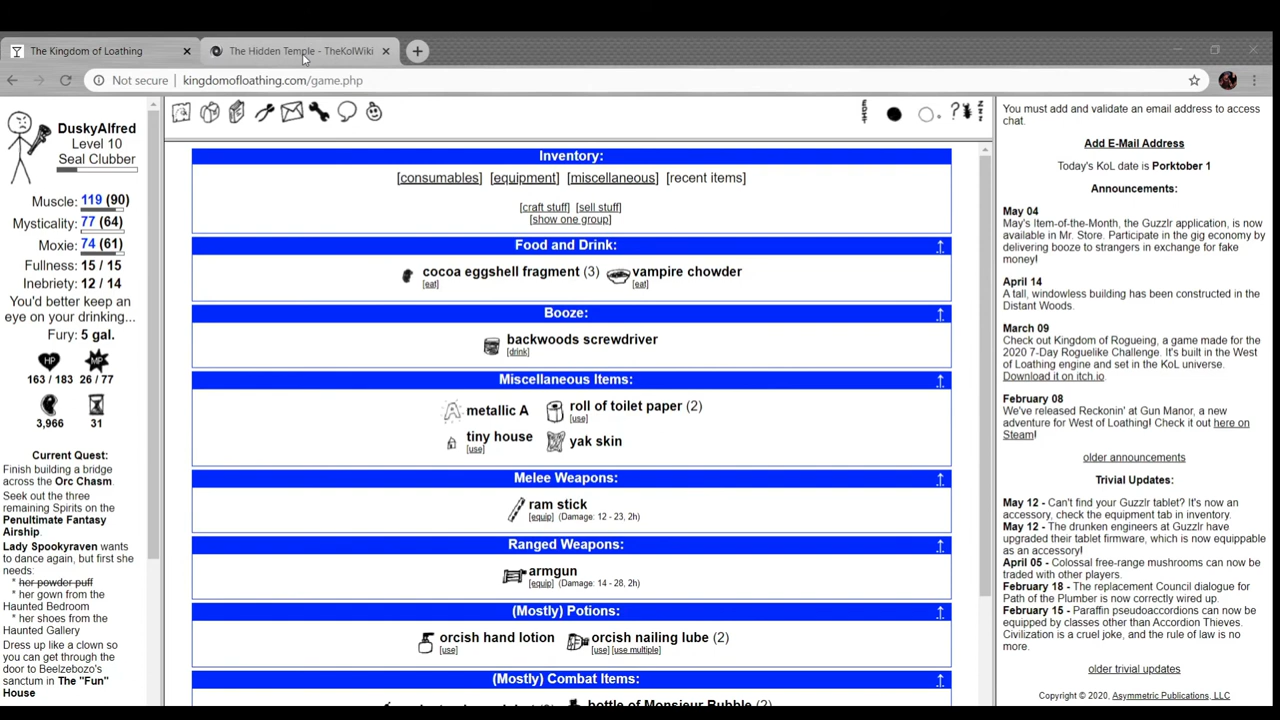 The Kingdom of Loathing
The Hidden Temple - TheKolWiki
Not secure kingdomofloathing.com/game.php
DuskyAlfred
Level 10
Seal Clubber
Muscle: 119 (90)
Mysticality: 77 (64)
Moxie: 74 (61)
Fullness: 15 / 15
Inebriety: 12 / 14
You'd better keep an
eye on your drinking...
Fury: 5 gal.
HP
MP
163 / 183 26 / 77
3,966 31
Current Quest:
Finish building a bridge
across the Orc Chasm.
Seek out the three
remaining Spirits on the
Penultimate Fantasy
Airship.
Lady Spookyraven wants
to dance again, but first she
needs:
* her powder puff
* her gown from the
Haunted Bedroom
* her shoes from the
Haunted Gallery
Dress up like a clown so
you can get through the
door to Beelzebozo's
sanctum in The "Fun"
House
Inventory:
[consumables] [equipment] [miscellaneous] [recent items]
[craft stuff] [sell stuff]
[show one group]
Food and Drink:
cocoa eggshell fragment (3) vampire chowder
[eat] [eat]
Booze:
backwoods screwdriver
[drink]
Miscellaneous Items:
metallic A roll of toilet paper (2)
[use]
tiny house yak skin
[use]
Melee Weapons:
ram stick
[equip] (Damage: 12 - 23, 2h)
Ranged Weapons:
armgun
[equip] (Damage: 14 - 28, 2h)
(Mostly) Potions:
orcish hand lotion orcish nailing lube (2)
[use] [use] [use multiple]
(Mostly) Combat Items:
bottle of Monsieur Bubble (2)
You must add and validate an email address to access
chat.
Add E-Mail Address
Today's KoL date is Porktober 1
Announcements:
May 04
May's Item-of-the-Month, the Guzzlr application, is now
available in Mr. Store. Participate in the gig economy by
delivering booze to strangers in exchange for fake
money!
April 14
A tall, windowless building has been constructed in the
Distant Woods.
March 09
Check out Kingdom of Rogueing, a game made for the
2020 7-Day Roguelike Challenge. It's built in the West
of Loathing engine and set in the KoL universe.
Download it on itch.io.
February 08
We've released Reckonin' at Gun Manor, a new
adventure for West of Loathing! Check it out here on
Steam!
older announcements
Trivial Updates:
May 12 - Can't find your Guzzlr tablet? It's now an
accessory, check the equipment tab in inventory.
May 12 - The drunken engineers at Guzzlr have
upgraded their tablet firmware, which is now equippable
as an accessory!
April 05 - Colossal free-range mushrooms can now be
traded with other players.
February 18 - The replacement Council dialogue for
Path of the Plumber is now correctly wired up.
February 15 - Paraffin pseudoaccordions can now be
equipped by classes other than Accordion Thieves.
Civilization is a cruel joke, and the rule of law is no
more.
older trivial updates
Copyright © 2020, Asymmetric Publications, LLC